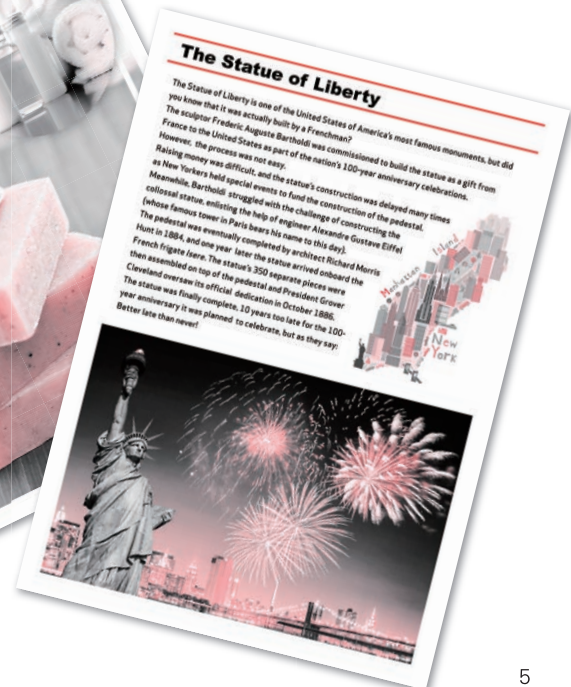 The Statue of Liberty
The Statue of Liberty is one of the United States of America's most famous monuments, but did
you know that it was actually built by a Frenchman?
The sculptor Frederic Auguste Bartholdi was commissioned to build the statue as a gift from
France to the United States as part of the nation's 100-year anniversary celebrations.
However, the process was not easy.
Raising money was difficult, and the statue's construction was delayed many times
as New Yorkers held special events to fund the construction of the pedestal.
Meanwhile, Bartholdi struggled with the challenge of constructing the
collossal statue, enlisting the help of engineer Alexandre Gustave Eiffel
(whose famous tower in Paris bears his name to this day).
The pedestal was eventually completed by architect Richard Morris
Hunt in 1884, and one year later the statue arrived onboard the
French frigate Isere. The statue's 350 separate pieces were
then assembled on top of the pedestal and President Grover
Cleveland oversaw its official dedication in October 1886.
The statue was finally complete, 10 years too late for the 100-
year anniversary it was planned to celebrate, but as they say:
Better late than never!
Manhattan Island
New
York
5